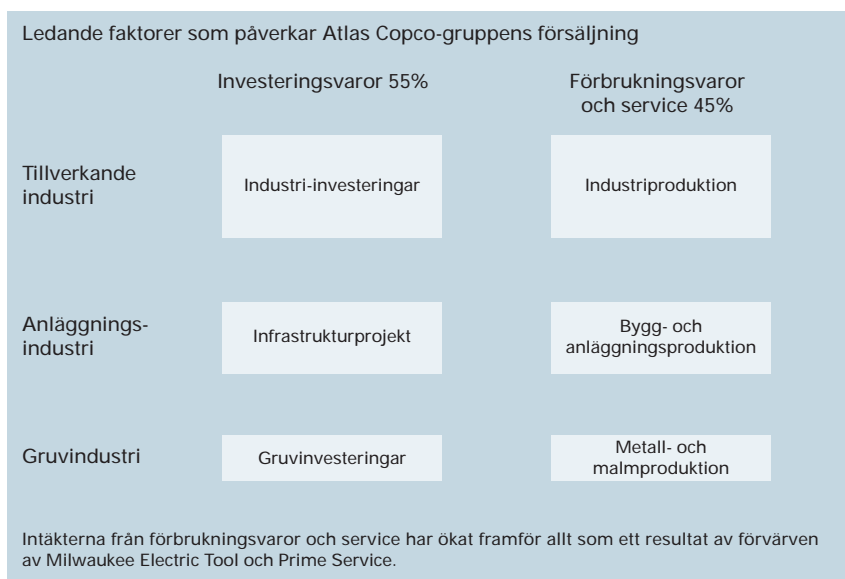 Ledande faktorer som påverkar Atlas Copco-gruppens försäljning
Investeringsvaror 55%
Förbrukningsvaror
och service 45%
Tillverkande
industri
Industri-investeringar
Industriproduktion
Anläggnings-
industri
Infrastrukturprojekt
Bygg- och
anläggningsproduktion
Gruvindustri
Gruvinvesteringar
Metall- och
malmproduktion
Intäkterna från förbrukningsvaror och service har ökat framför allt som ett resultat av förvärven
av Milwaukee Electric Tool och Prime Service.